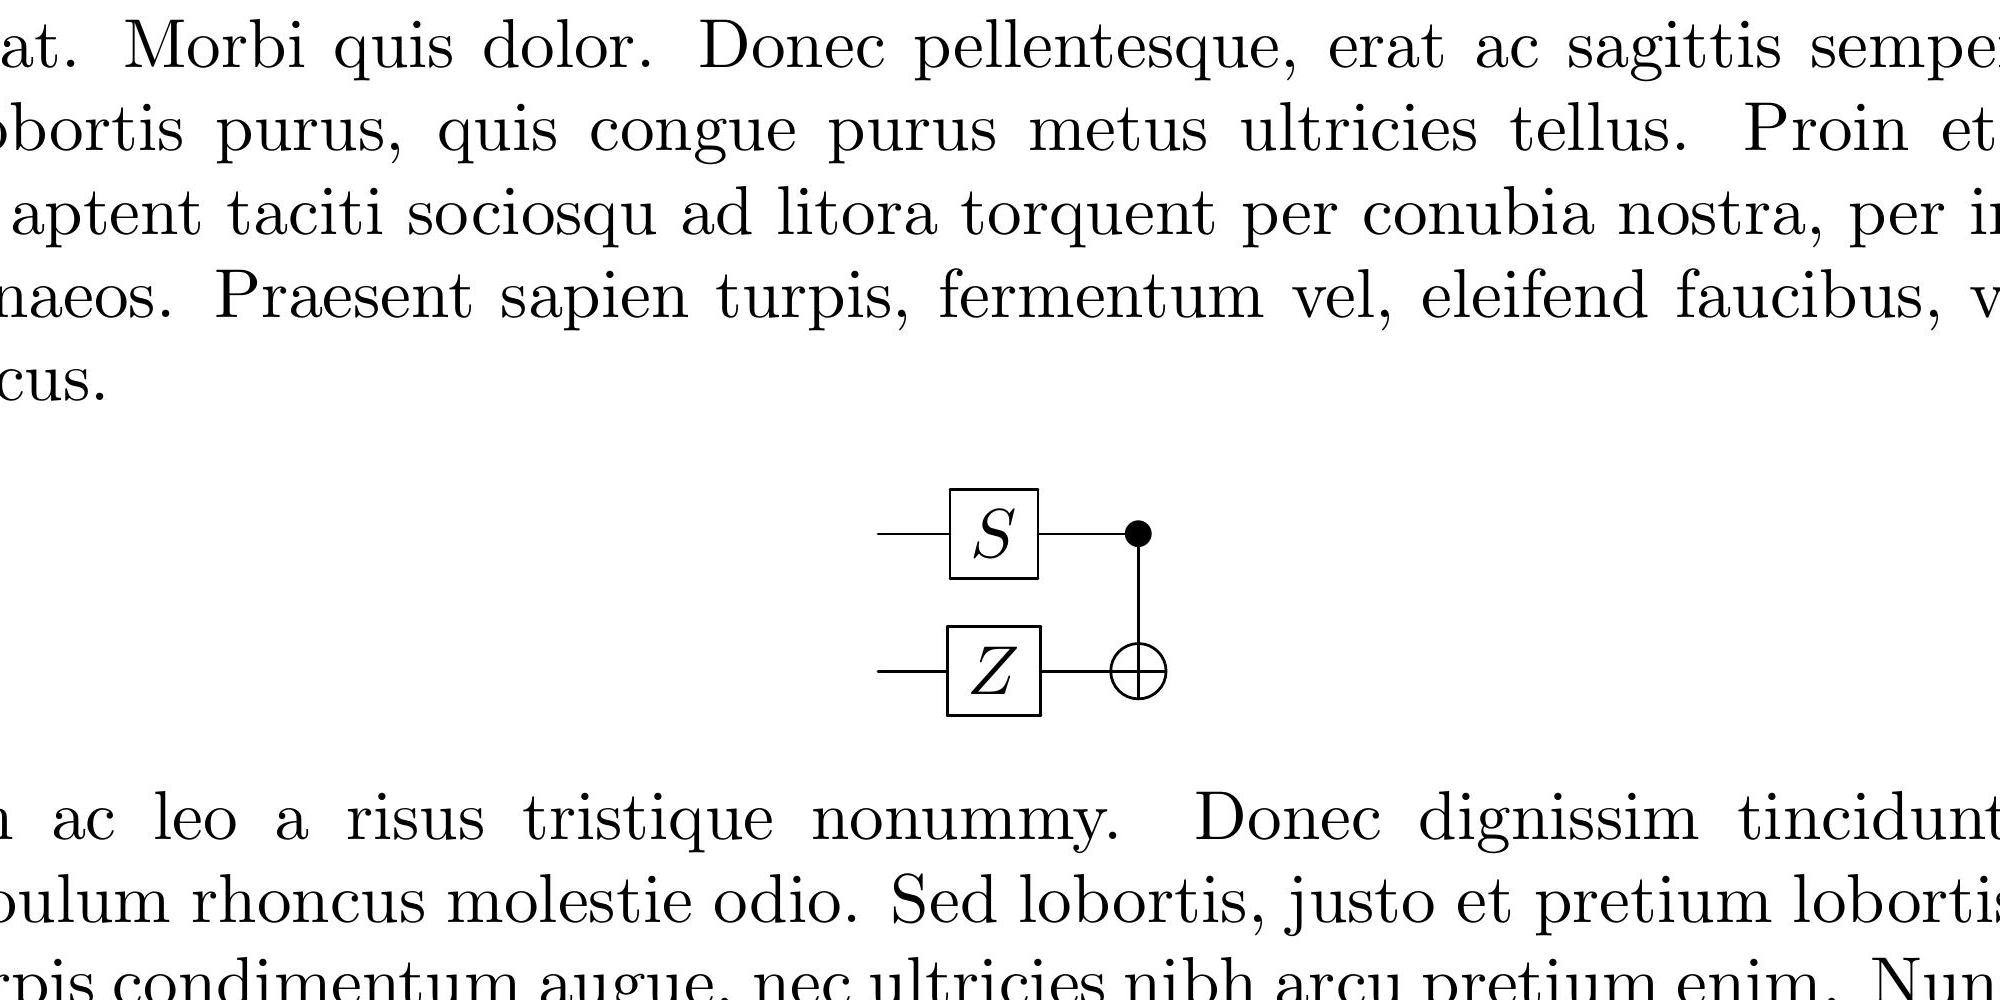 at. Morbi quis dolor. Donec pellentesque, erat ac sagittis sempe
bortis purus, quis congue purus metus ultricies tellus. Proin et
aptent taciti sociosqu ad litora torquent per conubia nostra, per in
naeos. Praesent sapien turpis, fermentum vel, eleifend faucibus, v
cus.
S
Z
ac leo a risus tristique nonummy. Donec dignissim tincidunt
bulum rhoncus molestie odio. Sed lobortis, justo et pretium lobortis
rpis condimentum augue, nec ultricies nibh arcu pretium enim. Nun